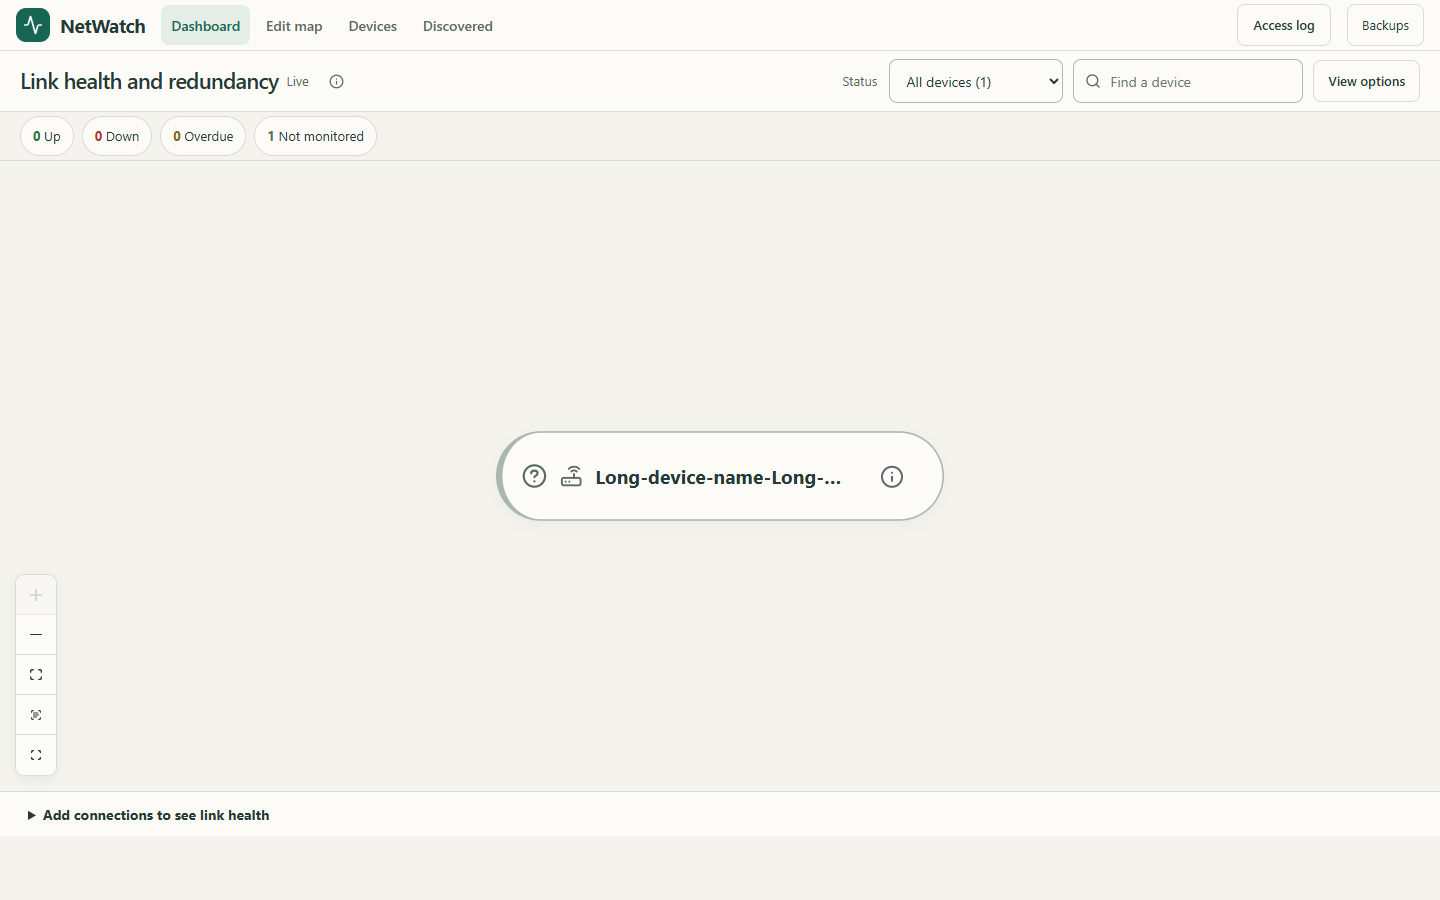 NetWatch
Dashboard
Edit map
Devices
Discovered
Access log
Backups
Link health and redundancy
Live
Status
All devices (1)
Find a device
View options
0 Up
0 Down
0 Overdue
1 Not monitored
Long-device-name-Long-...
Add connections to see link health